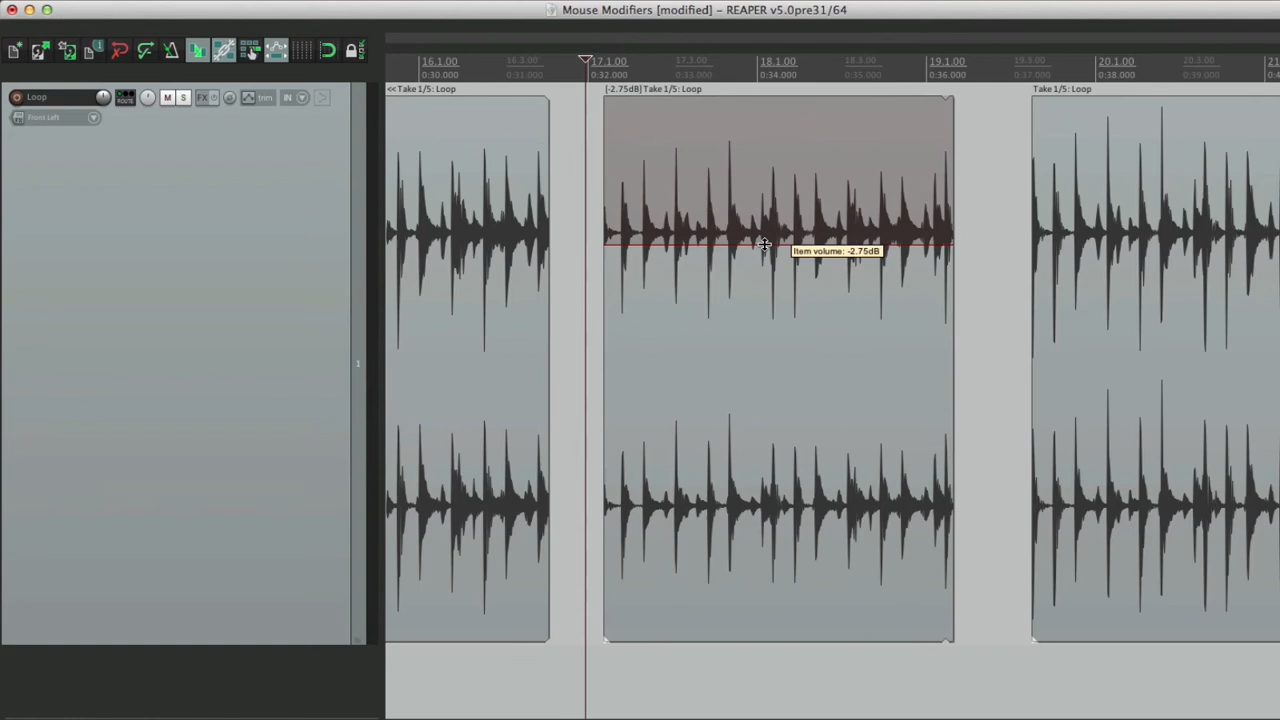 Mouse Modifiers [modified] – REAPER v5.0pre31/64
16.1.00 16.3.00 17.1.00 17.3.00 18.1.00 18.3.00 19.1.00 19.3.00 20.1.00 20.3.00
0:30.000 0:31.000 0:32.000 0:33.000 0:34.000 0:35.000 0:36.000 0:37.000 0:38.000 0:39.000
<< Take 1/5: Loop [-2.75dB] Take 1/5: Loop Take 1/5: Loop
Loop ROUTE M S FX trim IN
Front Left
Item volume: -2.75dB
1